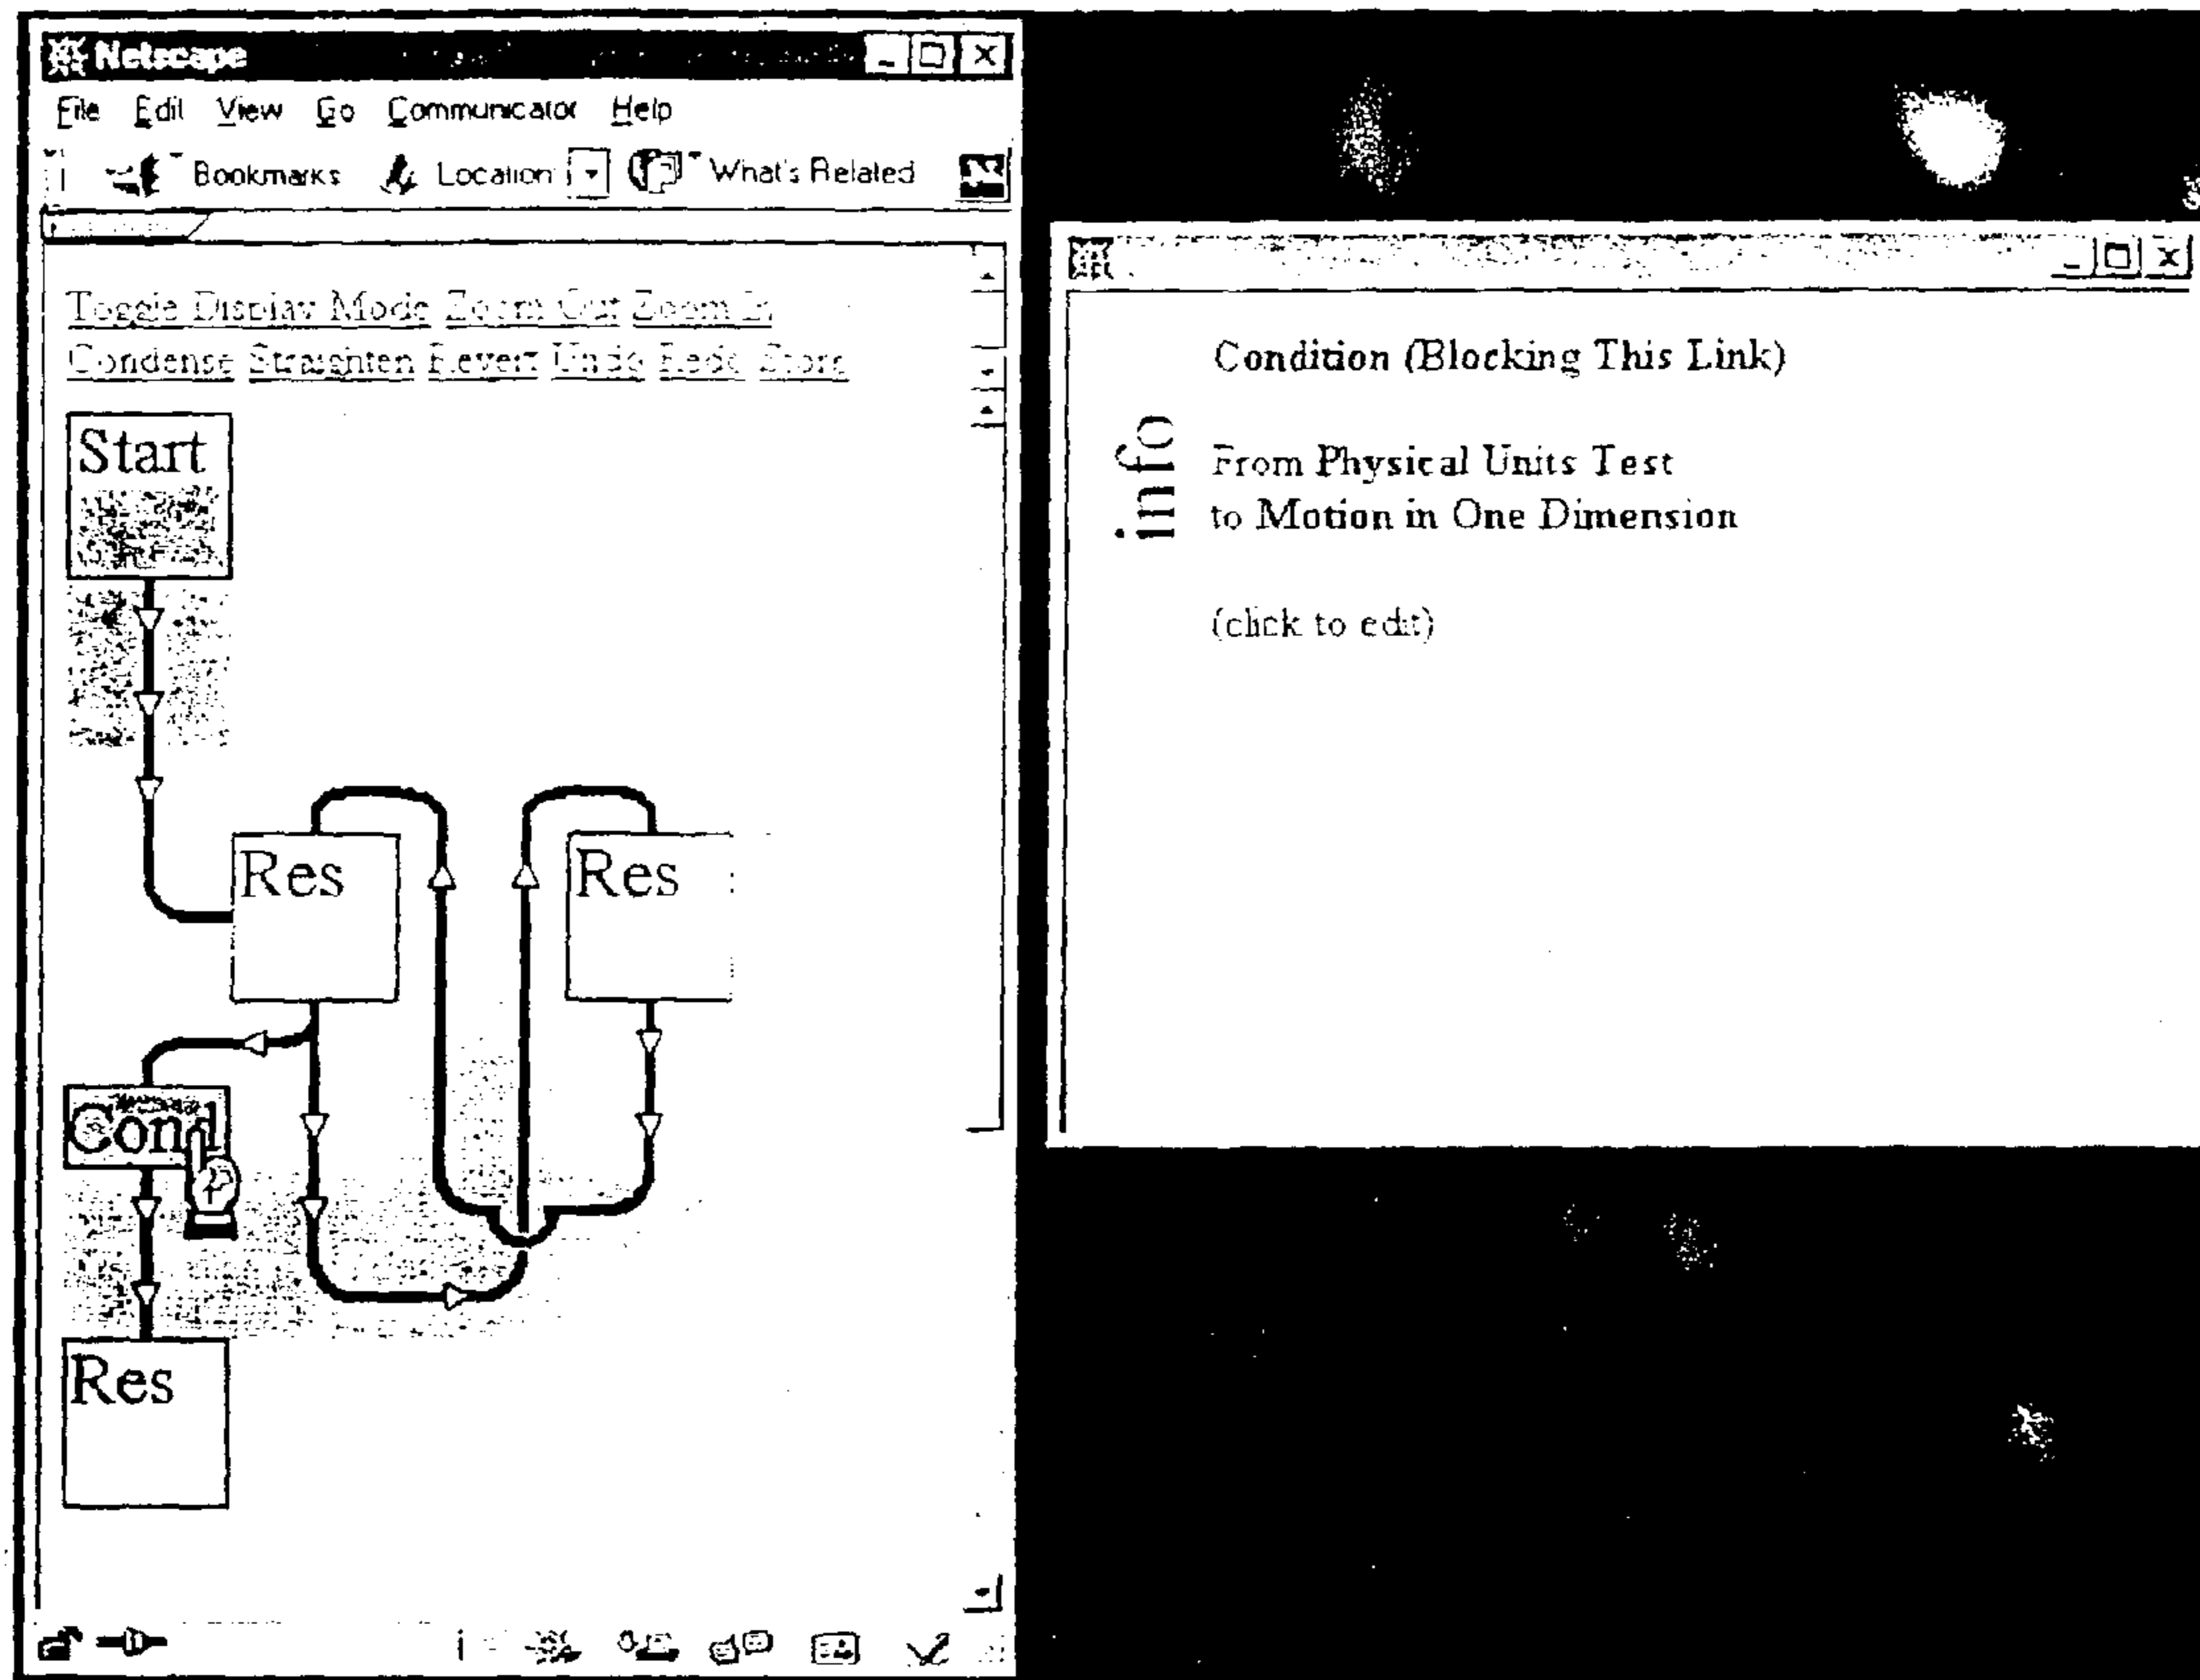 Netscape
File Edit View Go Communicator Help
Bookmarks Location What's Related
Toggle Display Mode Zoom Out Zoom In
Condense Straighten Revert Undo Redo Store
Start
Res
Res
Cond
Res
Condition (Blocking This Link)
info
From Physical Units Test
to Motion in One Dimension
(click to edit)